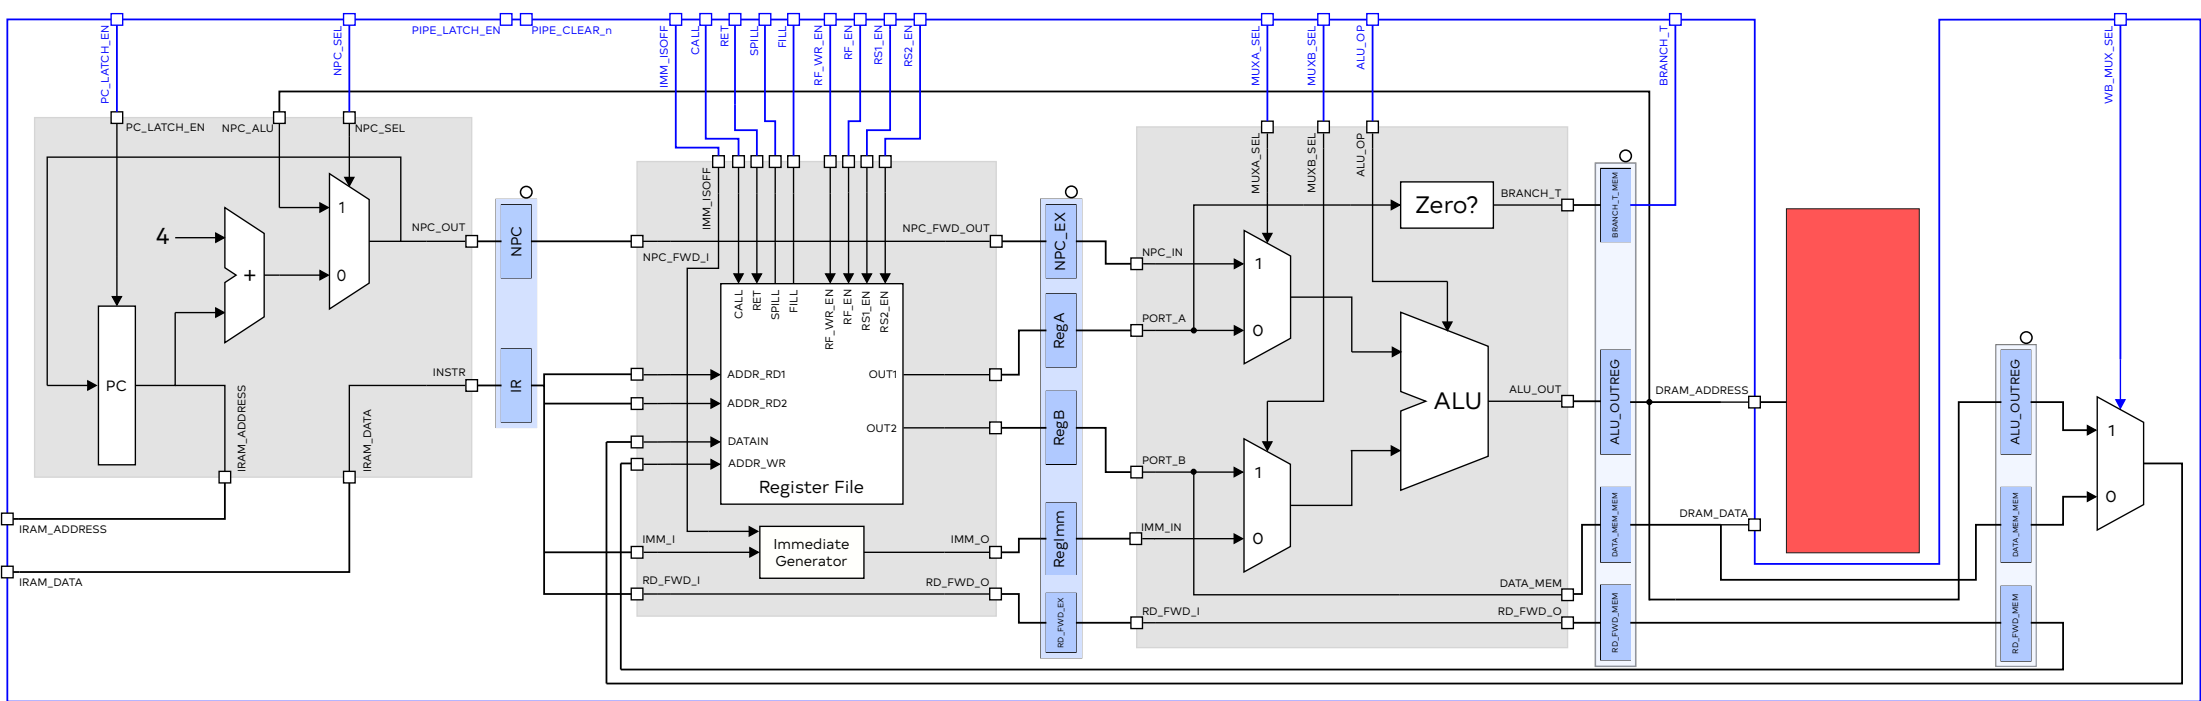 PC_LATCH_EN
NPC_SEL
PIPE_LATCH_EN
PIPE_CLEAR_n
IMM_ISOFF
CALL
RET
SPILL
FILL
RF_WR_EN
RF_EN
RS1_EN
RS2_EN
MUXA_SEL
MUXB_SEL
ALU_OP
BRANCH_T
WB_MUX_SEL
PC_LATCH_EN
NPC_ALU
NPC_SEL
4
+
1
0
PC
NPC_OUT
INSTR
IRAM_ADDRESS
IRAM_DATA
IRAM_ADDRESS
IRAM_DATA
NPC
IR
IMM_ISOFF
NPC_FWD_I
NPC_FWD_OUT
CALL
RET
SPILL
FILL
RF_WR_EN
RF_EN
RS1_EN
RS2_EN
ADDR_RD1
ADDR_RD2
DATAIN
ADDR_WR
OUT1
OUT2
Register File
IMM_I
Immediate
Generator
IMM_O
RD_FWD_I
RD_FWD_O
NPC_EX
RegA
RegB
RegImm
RD_FWD_EX
MUXA_SEL
MUXB_SEL
ALU_OP
NPC_IN
PORT_A
PORT_B
IMM_IN
RD_FWD_I
1
0
1
0
Zero?
ALU
BRANCH_T
ALU_OUT
DATA_MEM
RD_FWD_O
BRANCH_T_MEM
ALU_OUTREG
DATA_MEM_MEM
RD_FWD_MEM
DRAM_ADDRESS
DRAM_DATA
ALU_OUTREG
DATA_MEM_MEM
RD_FWD_MEM
1
0